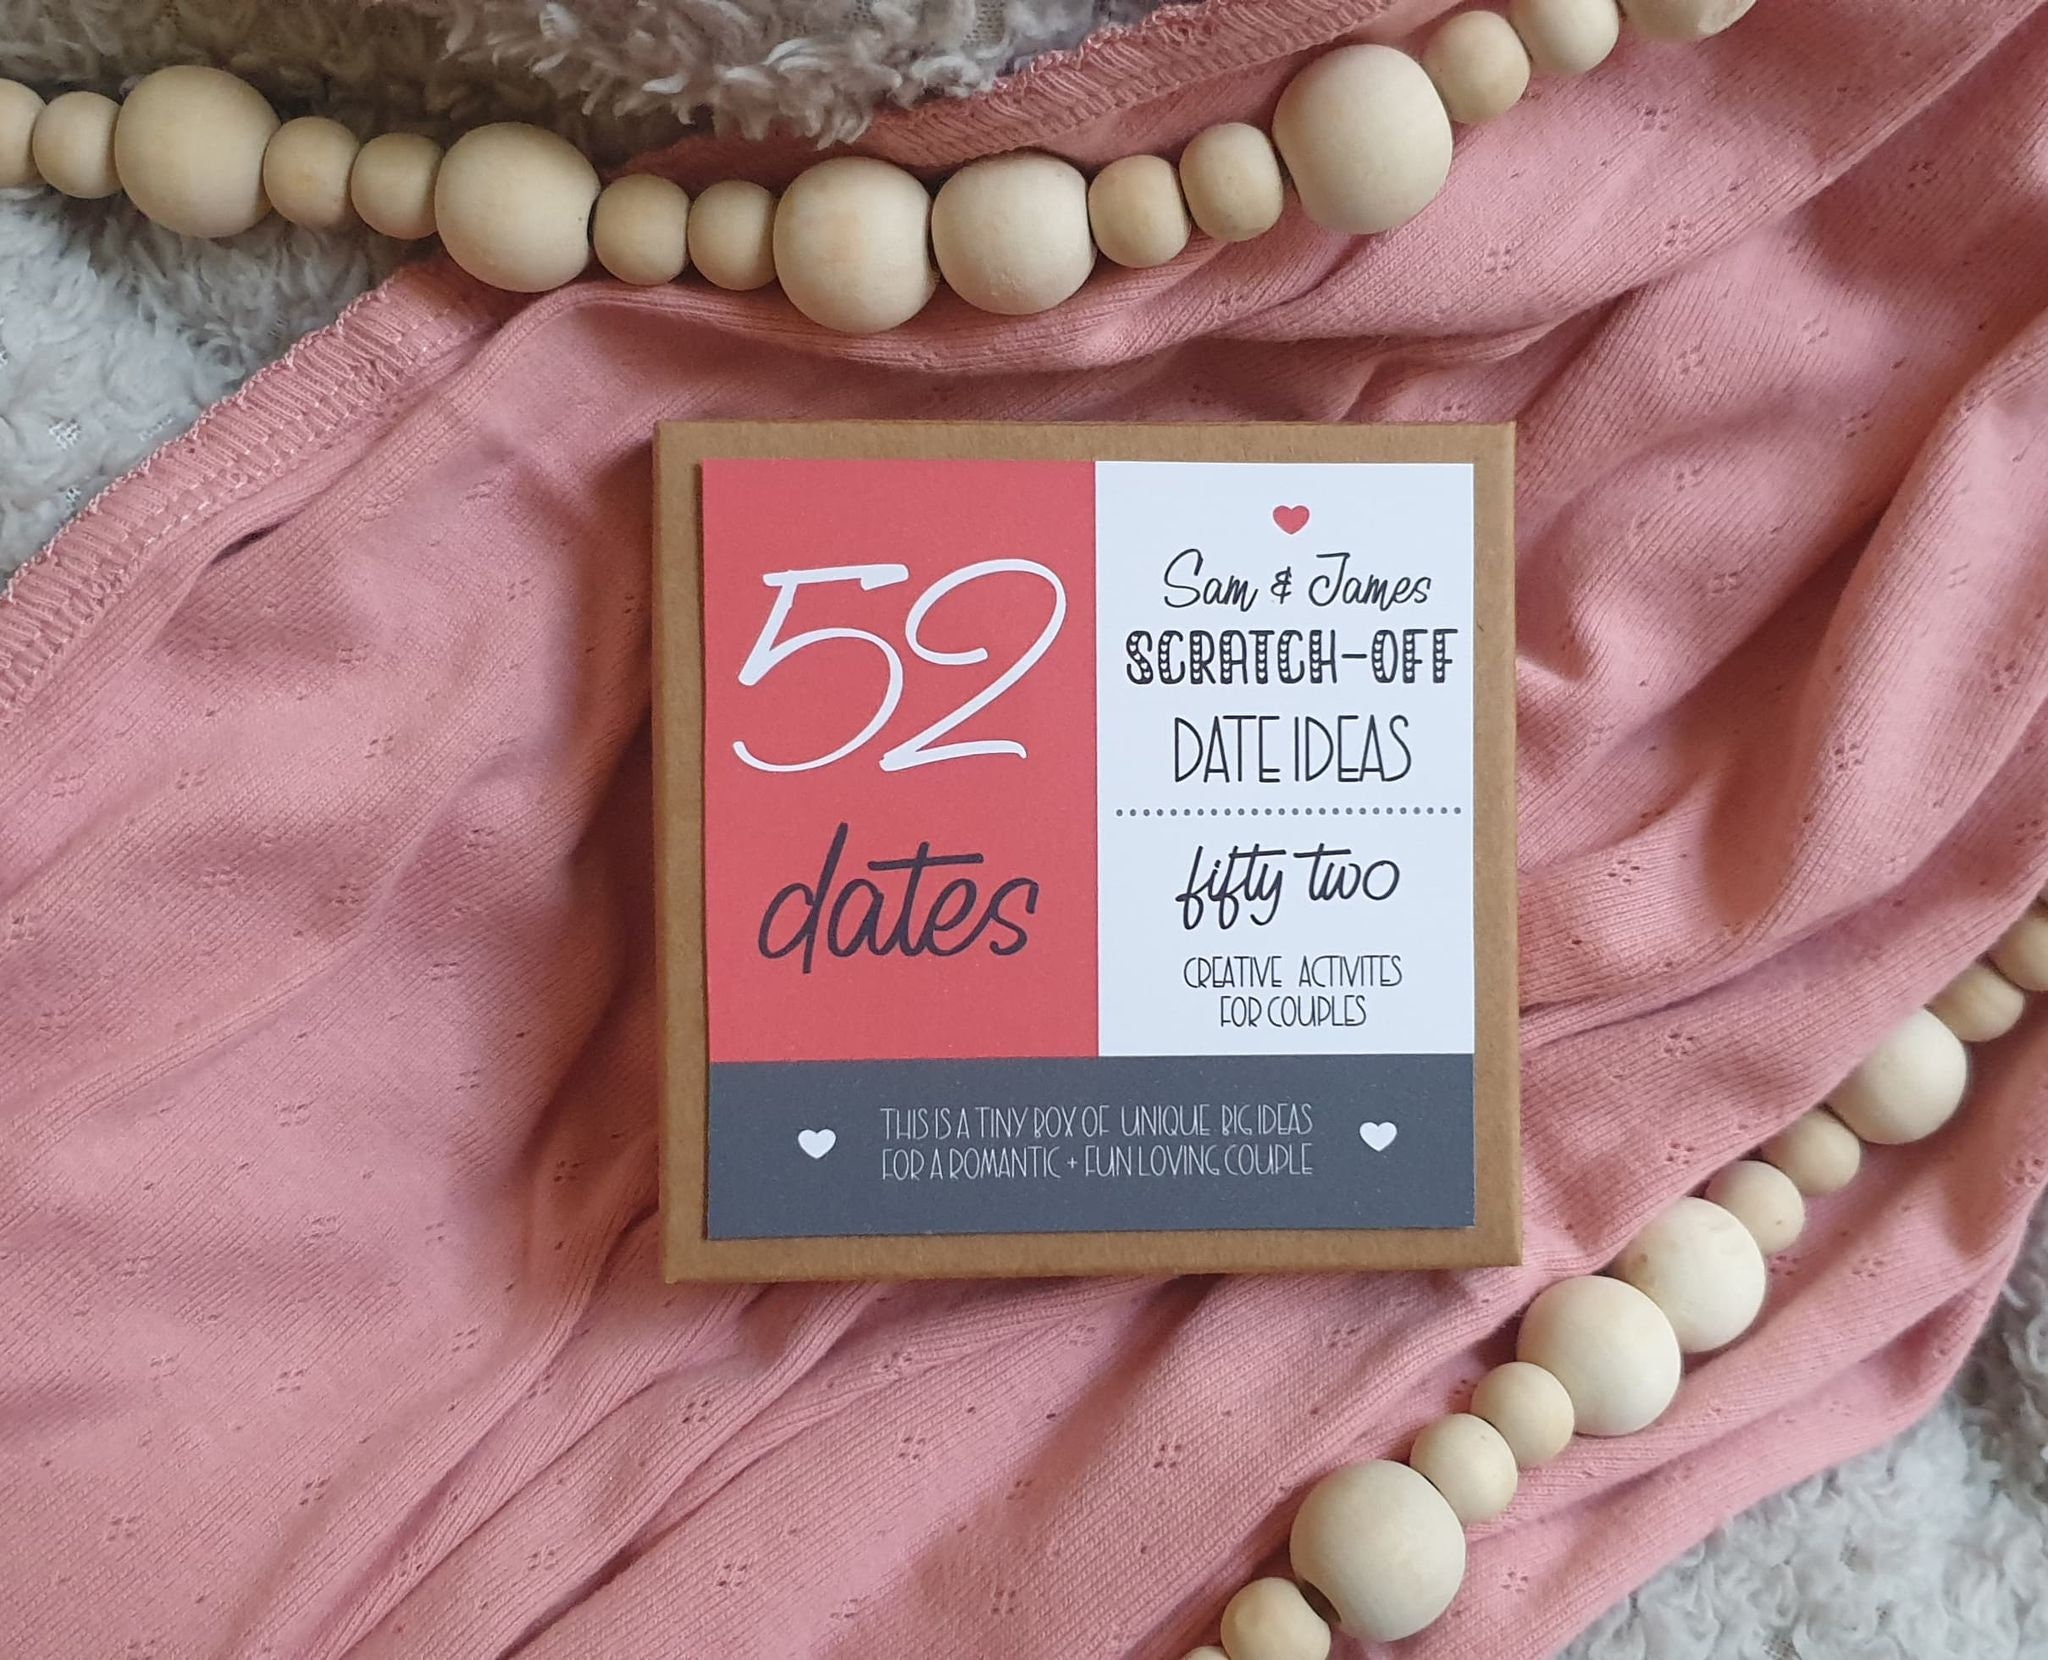 52
dates
Sam & James
SCRATCH-OFF
DATE IDEAS
fifty two
CREATIVE ACTIVITES
FOR COUPLES
THIS IS A TINY BOX OF UNIQUE BIG IDEAS
FOR A ROMANTIC + FUN LOVING COUPLE